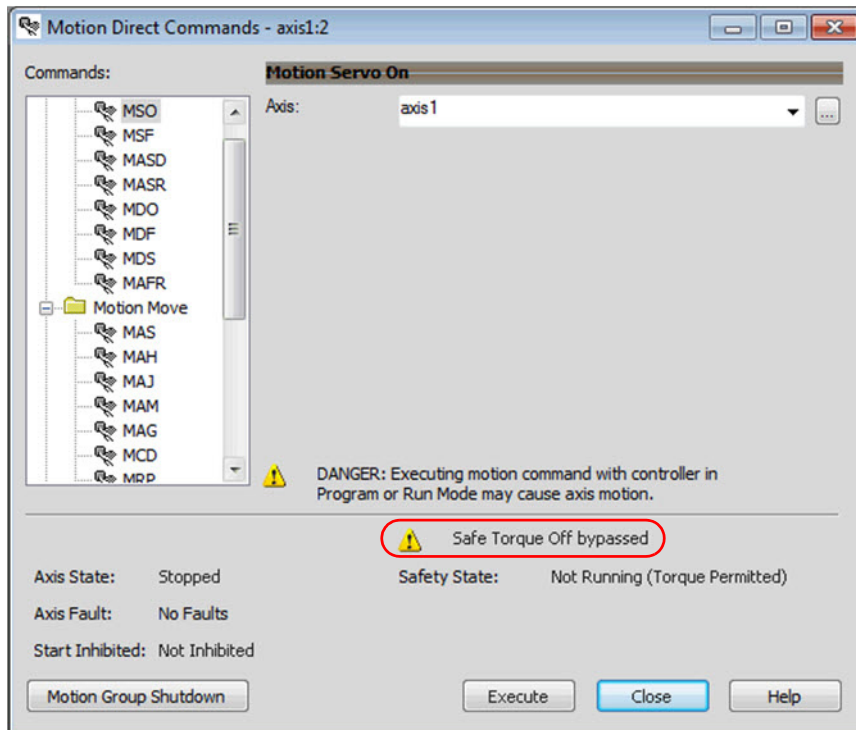 Motion Direct Commands - axis1:2
Commands:
Motion Servo On
MSO
Axis:
axis1
...
MSF
MASD
MASR
MDO
MDF
MDS
MAFR
Motion Move
MAS
MAH
MAJ
MAM
MAG
MCD
MRP
DANGER: Executing motion command with controller in
Program or Run Mode may cause axis motion.
Safe Torque Off bypassed
Axis State: Stopped
Safety State: Not Running (Torque Permitted)
Axis Fault: No Faults
Start Inhibited: Not Inhibited
Motion Group Shutdown
Execute
Close
Help